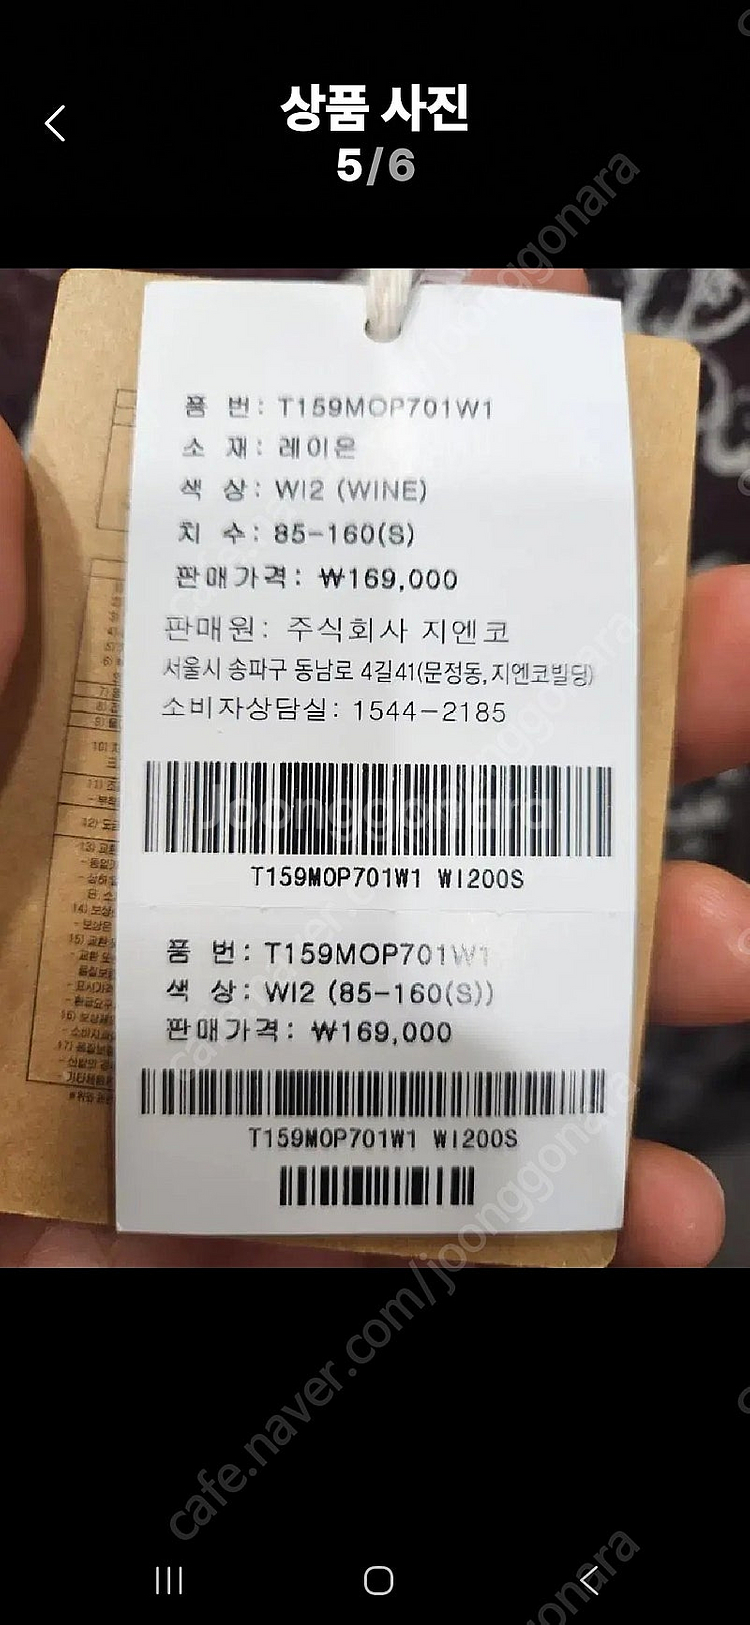 상품 사진
5/6
품 번: T159MOP701W1
소 재: 레이온
색 상: WI2 (WINE)
치 수: 85-160(S)
판매가격: ₩169,000
판매원: 주식회사 지엔코
서울시 송파구 동남로 4길41(문정동,지엔코빌딩)
소비자상담실: 1544-2185
Joonggonara
T159MOP701W1 WI200S
품 번: T159MOP701W1
색 상: WI2 (85-160(S))
판매가격: ₩169,000
T159MOP701W1 WI200S
cafe.naver.com/joonggonara